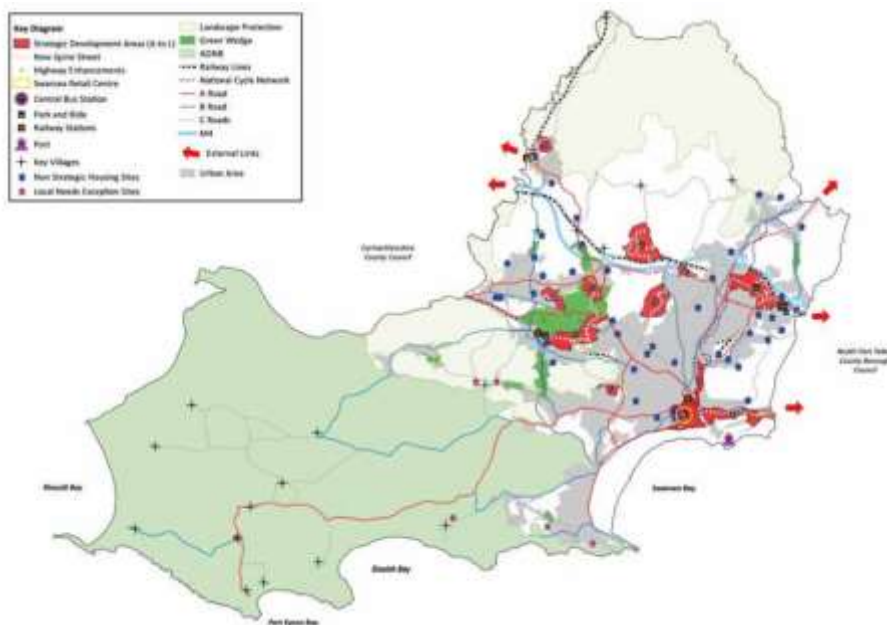 Key Diagram
Strategic Development Areas (A to L)
New Spine Street
Highway Enhancements
Swansea Retail Centre
Central Bus Station
Park and Ride
Railway Stations
Port
Key Villages
Non Strategic Housing Sites
Local Needs Exception Sites
Landscape Protection
Green Wedge
AONB
Railway Lines
National Cycle Network
A Road
B Road
C Roads
M4
External Links
Urban Area
Carmarthenshire
County Council
Neath Port Talbot
County Borough
Council
Rhossili Bay
Swansea Bay
Oxwich Bay
Port Eynon Bay